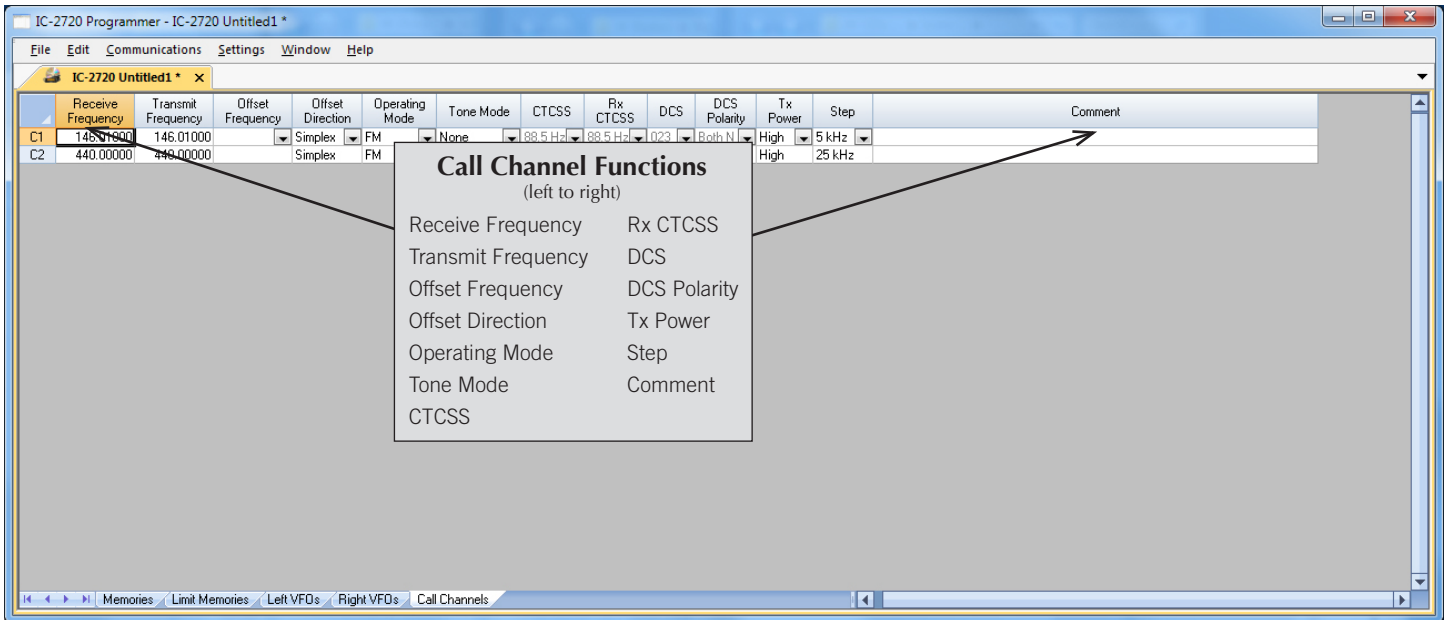 IC-2720 Programmer - IC-2720 Untitled1 *
File Edit Communications Settings Window Help
IC-2720 Untitled1 * x
Receive Frequency Transmit Frequency Offset Frequency Offset Direction Operating Mode Tone Mode CTCSS Rx CTCSS DCS DCS Polarity Tx Power Step Comment
C1 146.01000 146.01000 Simplex FM None 88.5 Hz 88.5 Hz 023 Both N High 5 kHz
C2 440.00000 440.00000 Simplex FM High 25 kHz
Call Channel Functions
(left to right)
Receive Frequency
Transmit Frequency
Offset Frequency
Offset Direction
Operating Mode
Tone Mode
CTCSS
Rx CTCSS
DCS
DCS Polarity
Tx Power
Step
Comment
Memories Limit Memories Left VFOs Right VFOs Call Channels